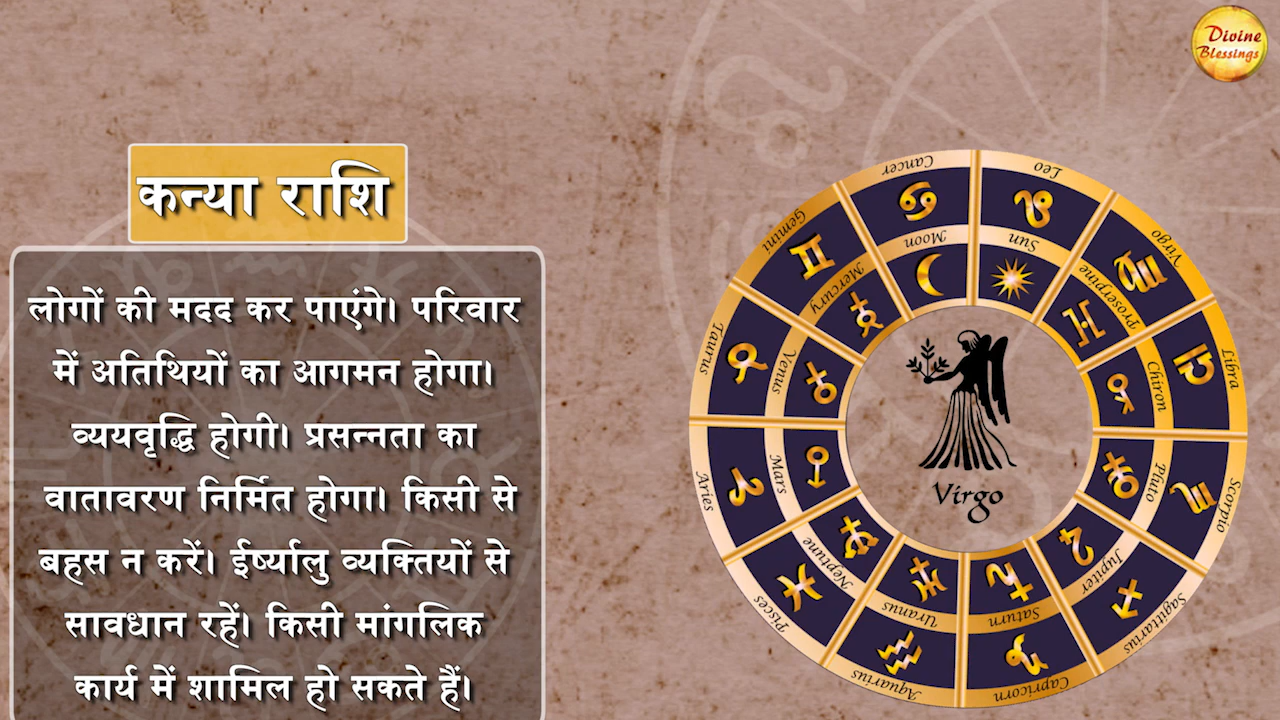 Divine
Blessings
कन्या राशि
लोगों की मदद कर पाएंगे। परिवार
में अतिथियों का आगमन होगा।
व्ययवृद्धि होगी। प्रसन्नता का
वातावरण निर्मित होगा। किसी से
बहस न करें। ईर्ष्यालु व्यक्तियों से
सावधान रहें। किसी मांगलिक
कार्य में शामिल हो सकते हैं।
Cancer
Leo
Virgo
Libra
Scorpio
Sagittarius
Capricorn
Aquarius
Pisces
Aries
Taurus
Gemini
Moon
Sun
Proserpine
Chiron
Pluto
Jupiter
Saturn
Uranus
Neptune
Mars
Venus
Mercury
Virgo